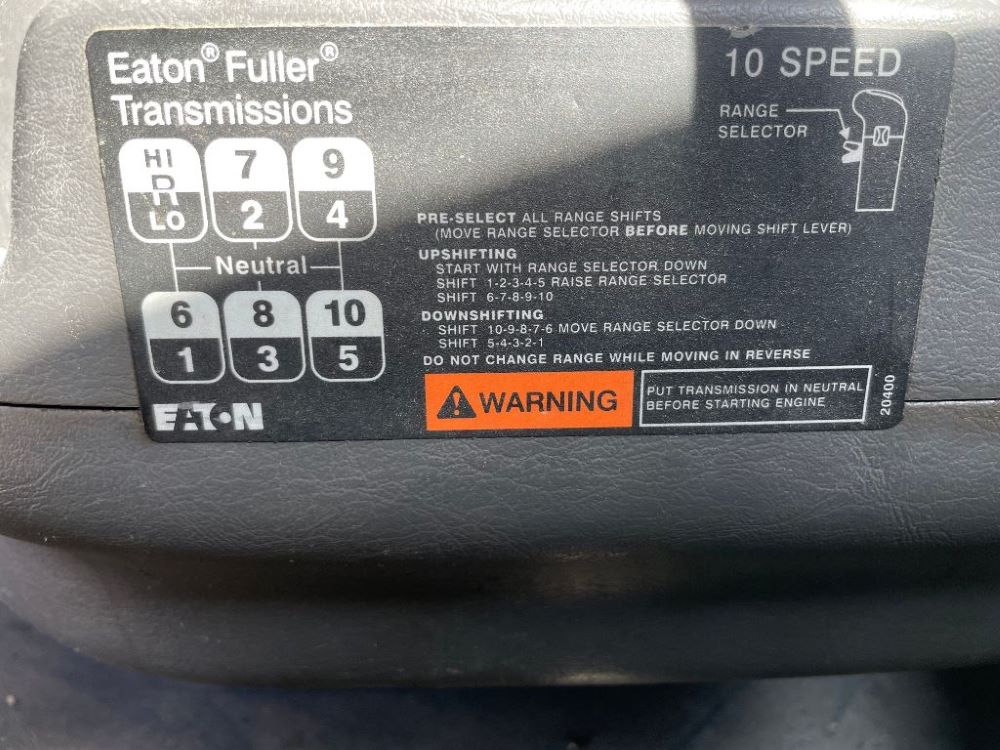 Eaton® Fuller®
Transmissions
10 SPEED
RANGE
SELECTOR
HI 7 9
R
LO 2 4
Neutral
6 8 10
1 3 5
EATON
PRE-SELECT ALL RANGE SHIFTS
(MOVE RANGE SELECTOR BEFORE MOVING SHIFT LEVER)
UPSHIFTING
START WITH RANGE SELECTOR DOWN
SHIFT 1-2-3-4-5 RAISE RANGE SELECTOR
SHIFT 6-7-8-9-10
DOWNSHIFTING
SHIFT 10-9-8-7-6 MOVE RANGE SELECTOR DOWN
SHIFT 5-4-3-2-1
DO NOT CHANGE RANGE WHILE MOVING IN REVERSE
WARNING
PUT TRANSMISSION IN NEUTRAL
BEFORE STARTING ENGINE
20400